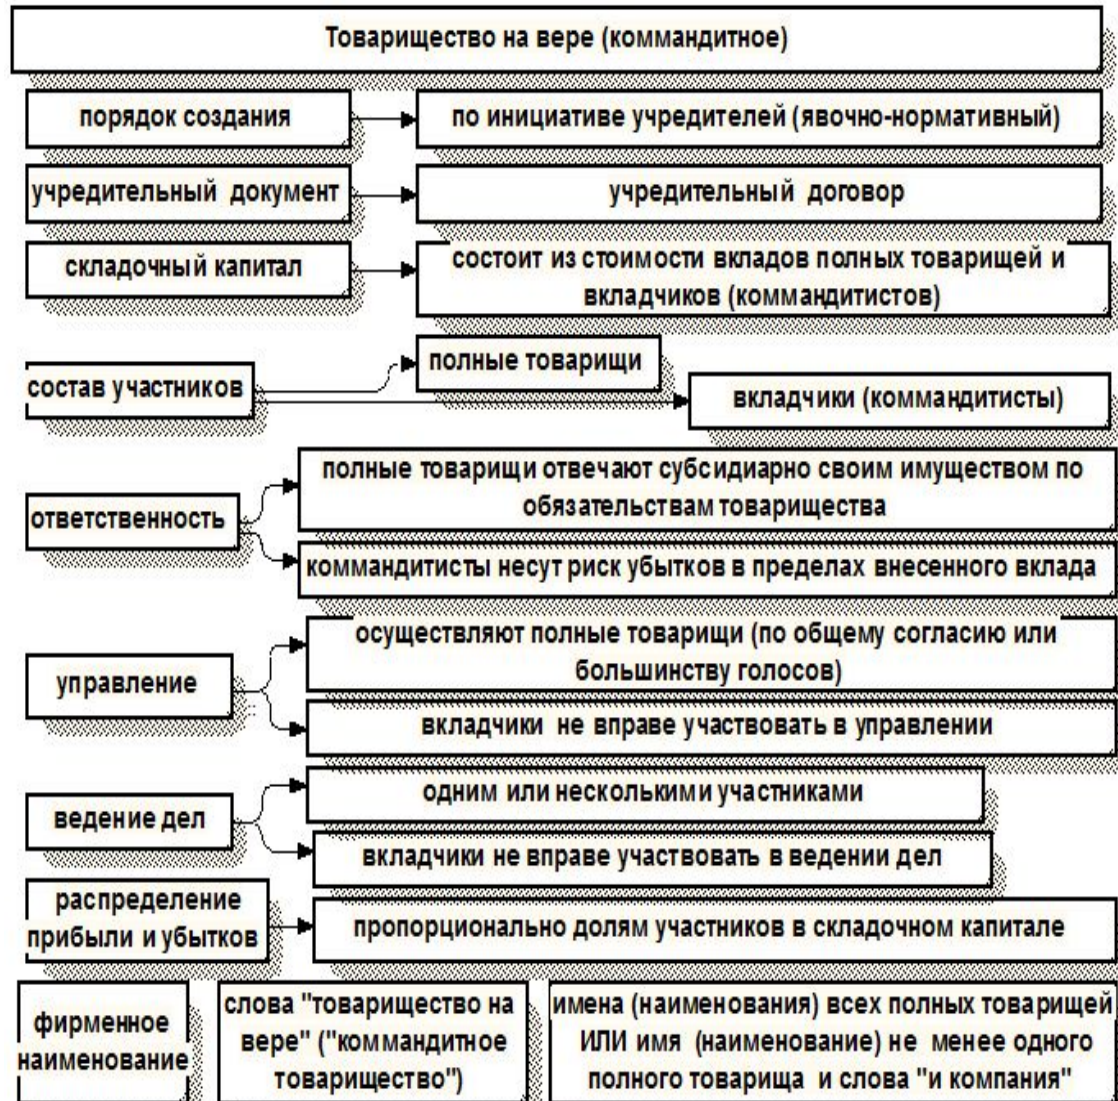 Товарищество на вере (коммандитное)
порядок создания
по инициативе учредителей (явочно-нормативный)
учредительный документ
учредительный договор
складочный капитал
состоит из стоимости вкладов полных товарищей и
вкладчиков (коммандитистов)
состав участников
полные товарищи
вкладчики (коммандитисты)
ответственность
полные товарищи отвечают субсидиарно своим имуществом по
обязательствам товарищества
коммандитисты несут риск убытков в пределах внесенного вклада
управление
осуществляют полные товарищи (по общему согласию или
большинству голосов)
вкладчики не вправе участвовать в управлении
ведение дел
одним или несколькими участниками
вкладчики не вправе участвовать в ведении дел
распределение
прибыли и убытков
пропорционально долям участников в складочном капитале
фирменное
наименование
слова "товарищество на
вере" ("коммандитное
товарищество")
имена (наименования) всех полных товарищей
ИЛИ имя (наименование) не менее одного
полного товарища и слова "и компания"